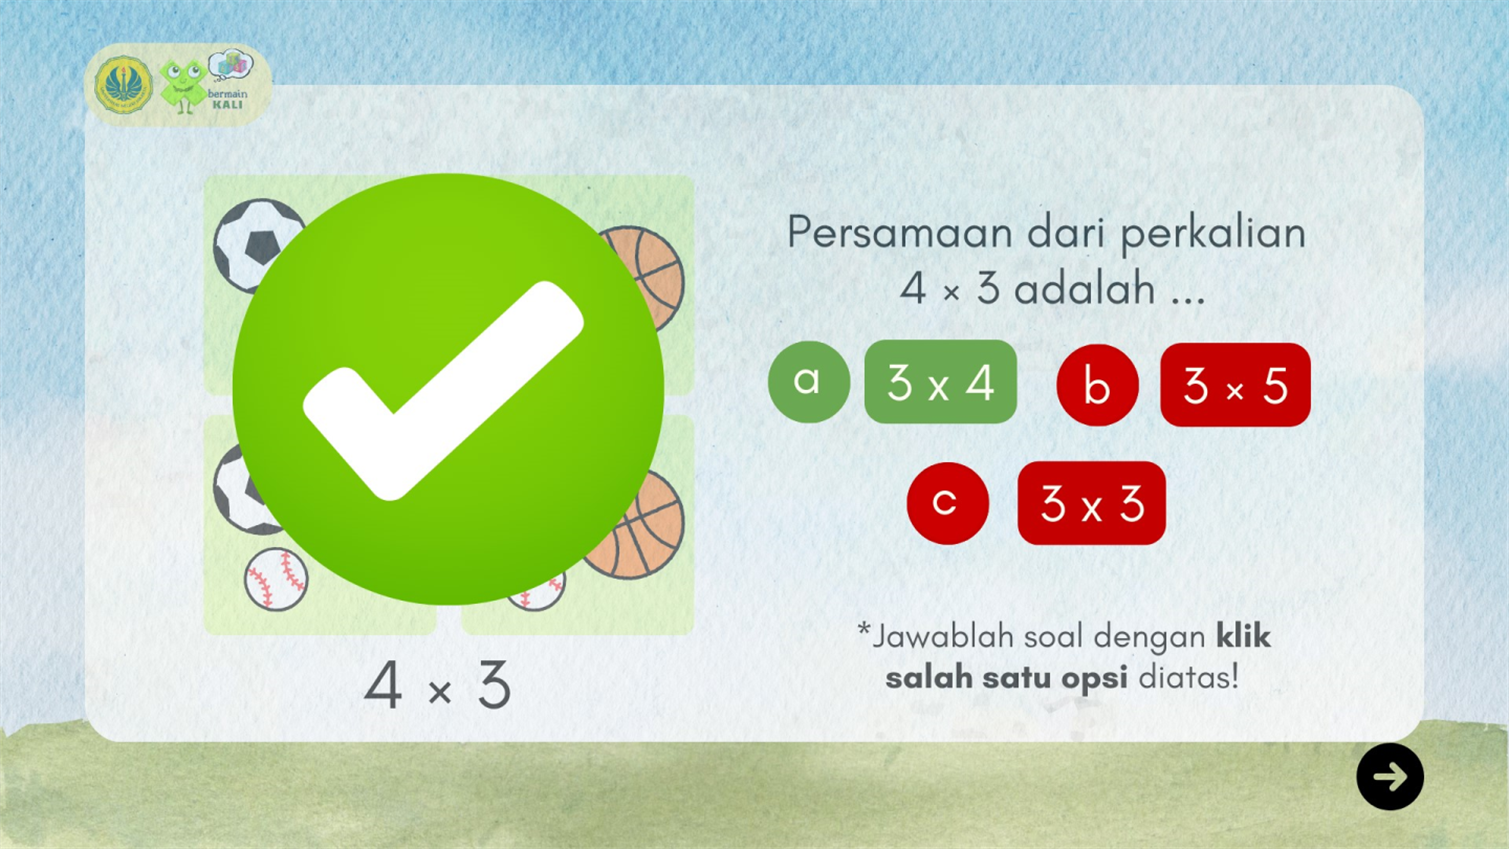 bermain
KALI
Persamaan dari perkalian
4 × 3 adalah ...
a 3 x 4 b 3 × 5
c 3 x 3
*Jawablah soal dengan klik
salah satu opsi diatas!
4 × 3